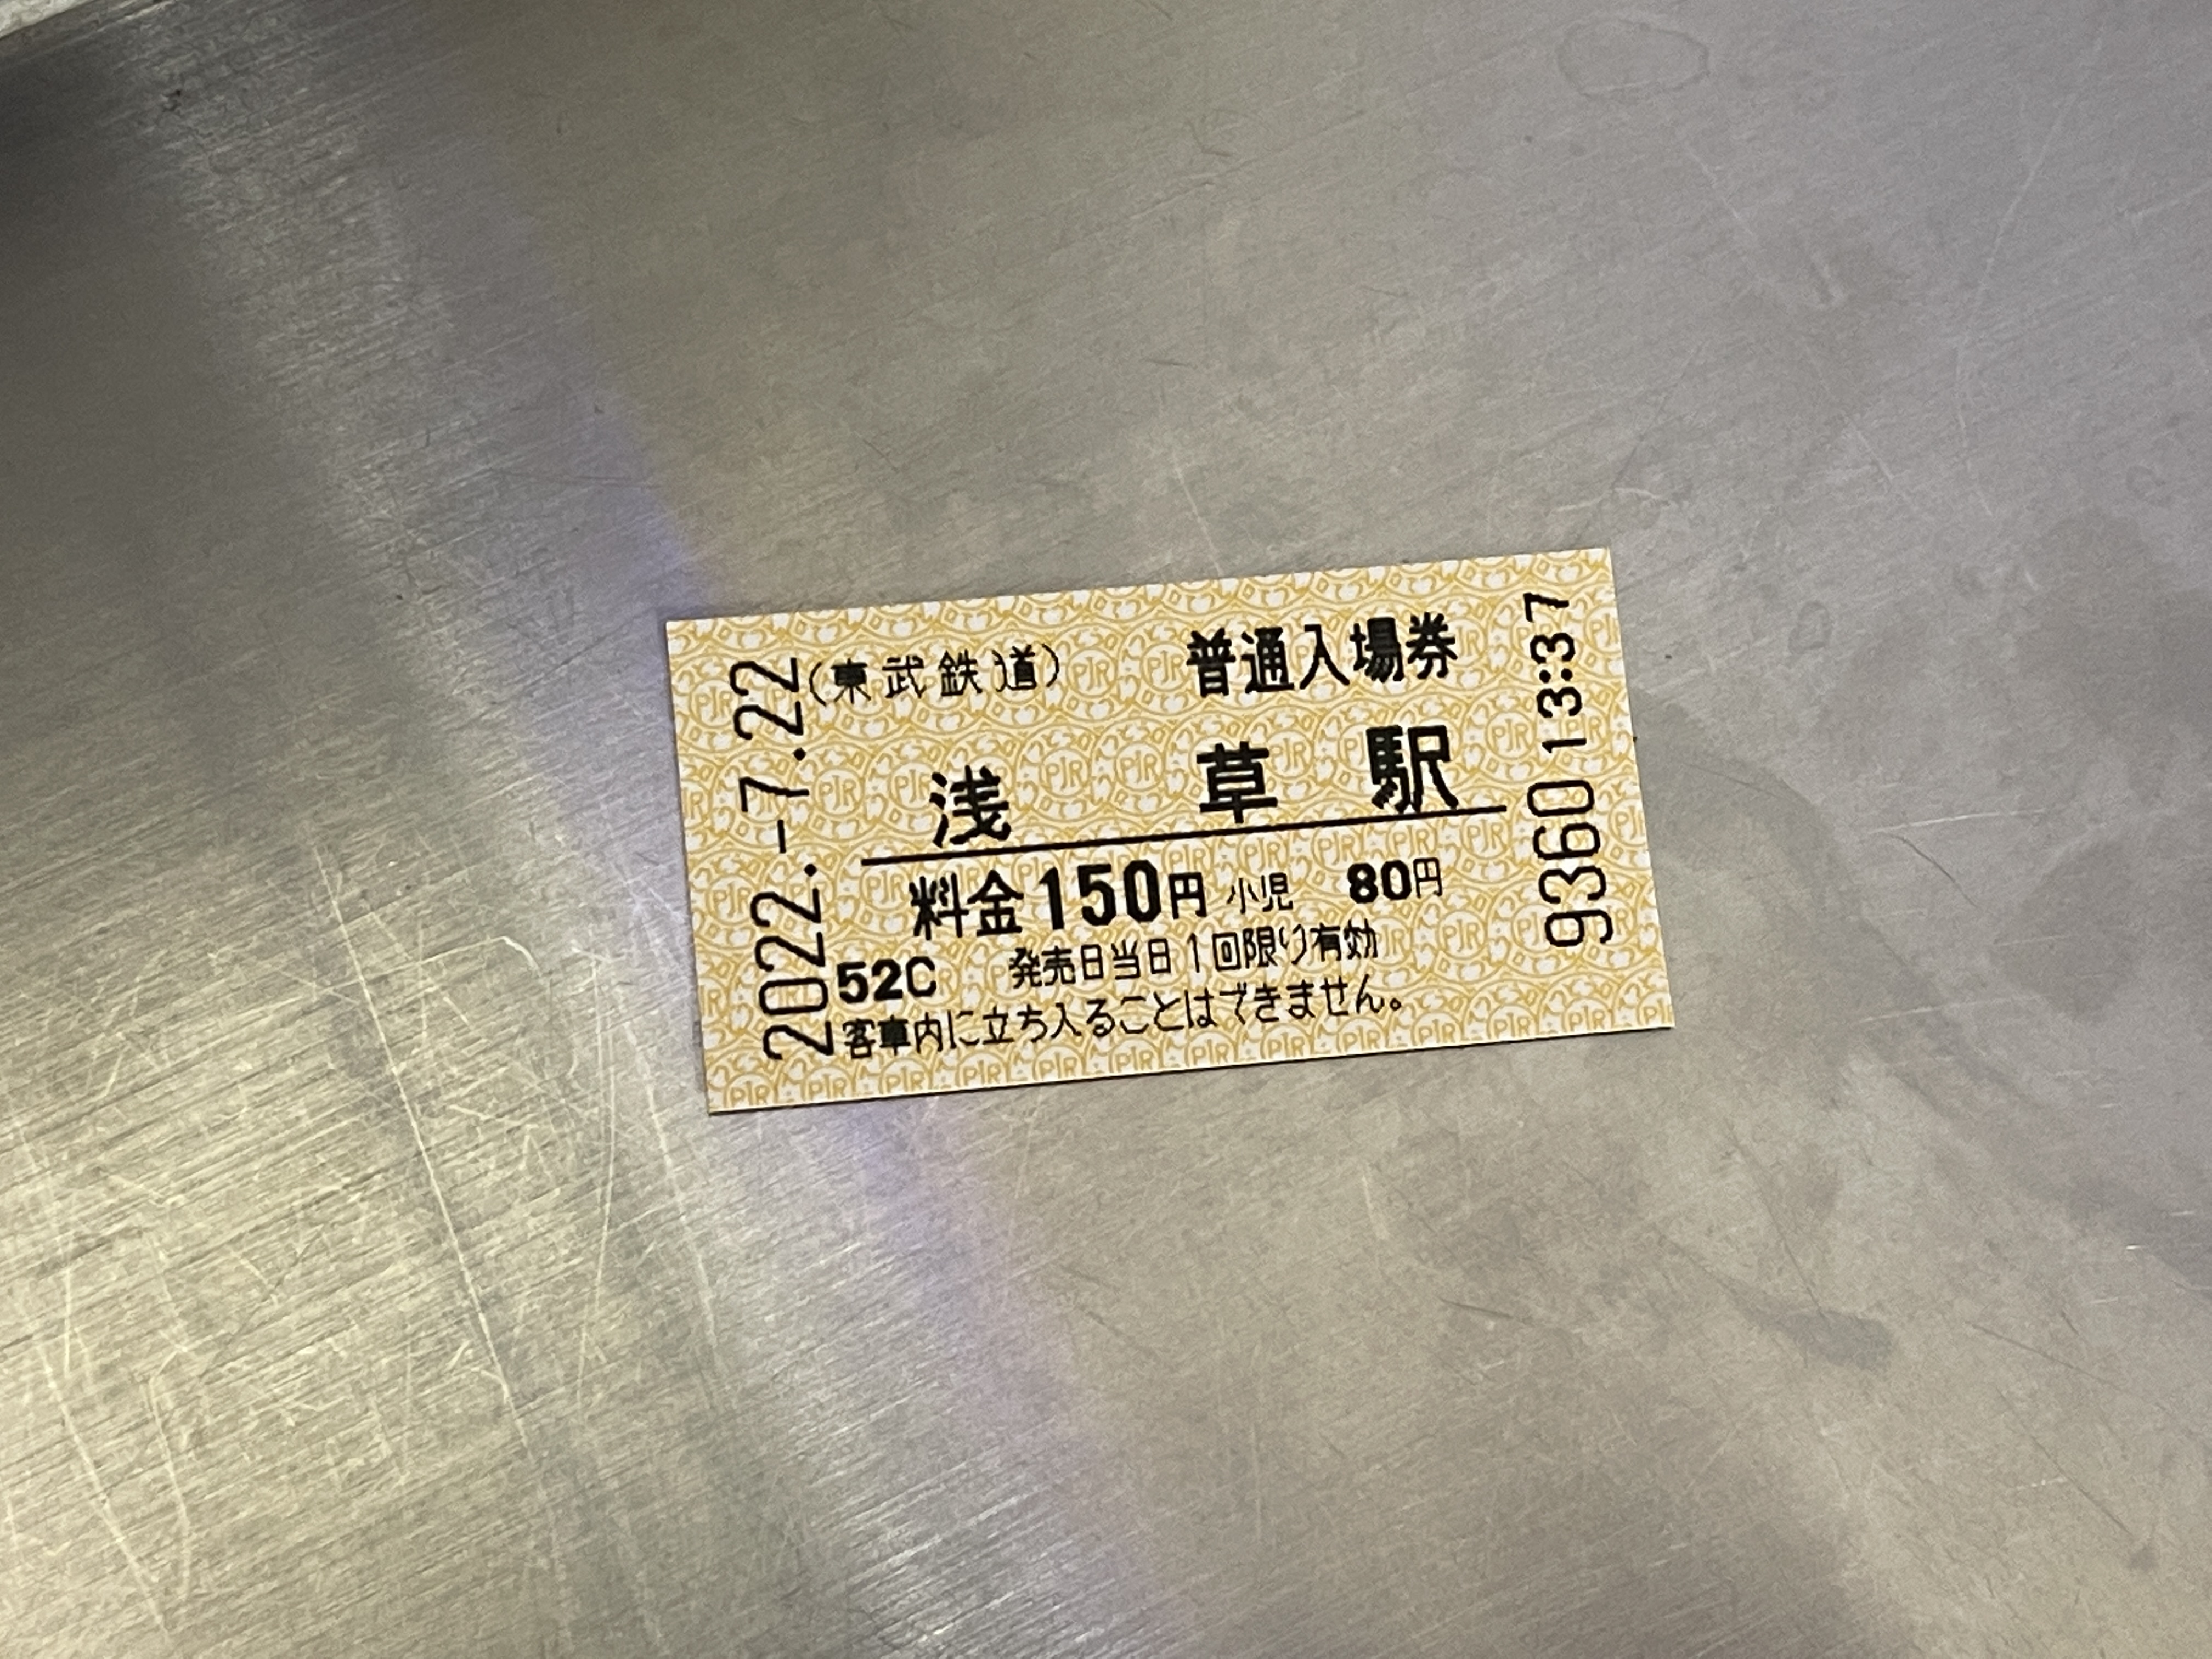 2022.-7.22
(東武鉄道) 普通入場券
浅草駅
料金150円 小児 80円
52C 発売日当日1回限り有効
客車内に立ち入ることはできません。
9360 13:37